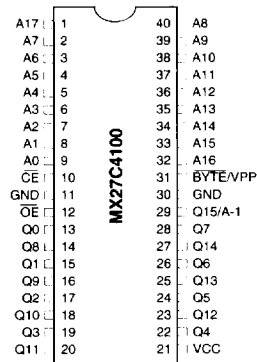 A17 1 40 A8
A7 2 39 A9
A6 3 38 A10
A5 4 37 A11
A4 5 36 A12
A3 6 35 A13
A2 7 34 A14
A1 8 33 A15
A0 9 32 A16
C̅E̅ 10 31 B̅Y̅T̅E̅/VPP
GND 11 30 GND
O̅E̅ 12 29 Q15/A-1
Q0 13 28 Q7
Q8 14 27 Q14
Q1 15 26 Q6
Q9 16 25 Q13
Q2 17 24 Q5
Q10 18 23 Q12
Q3 19 22 Q4
Q11 20 21 VCC
MX27C4100